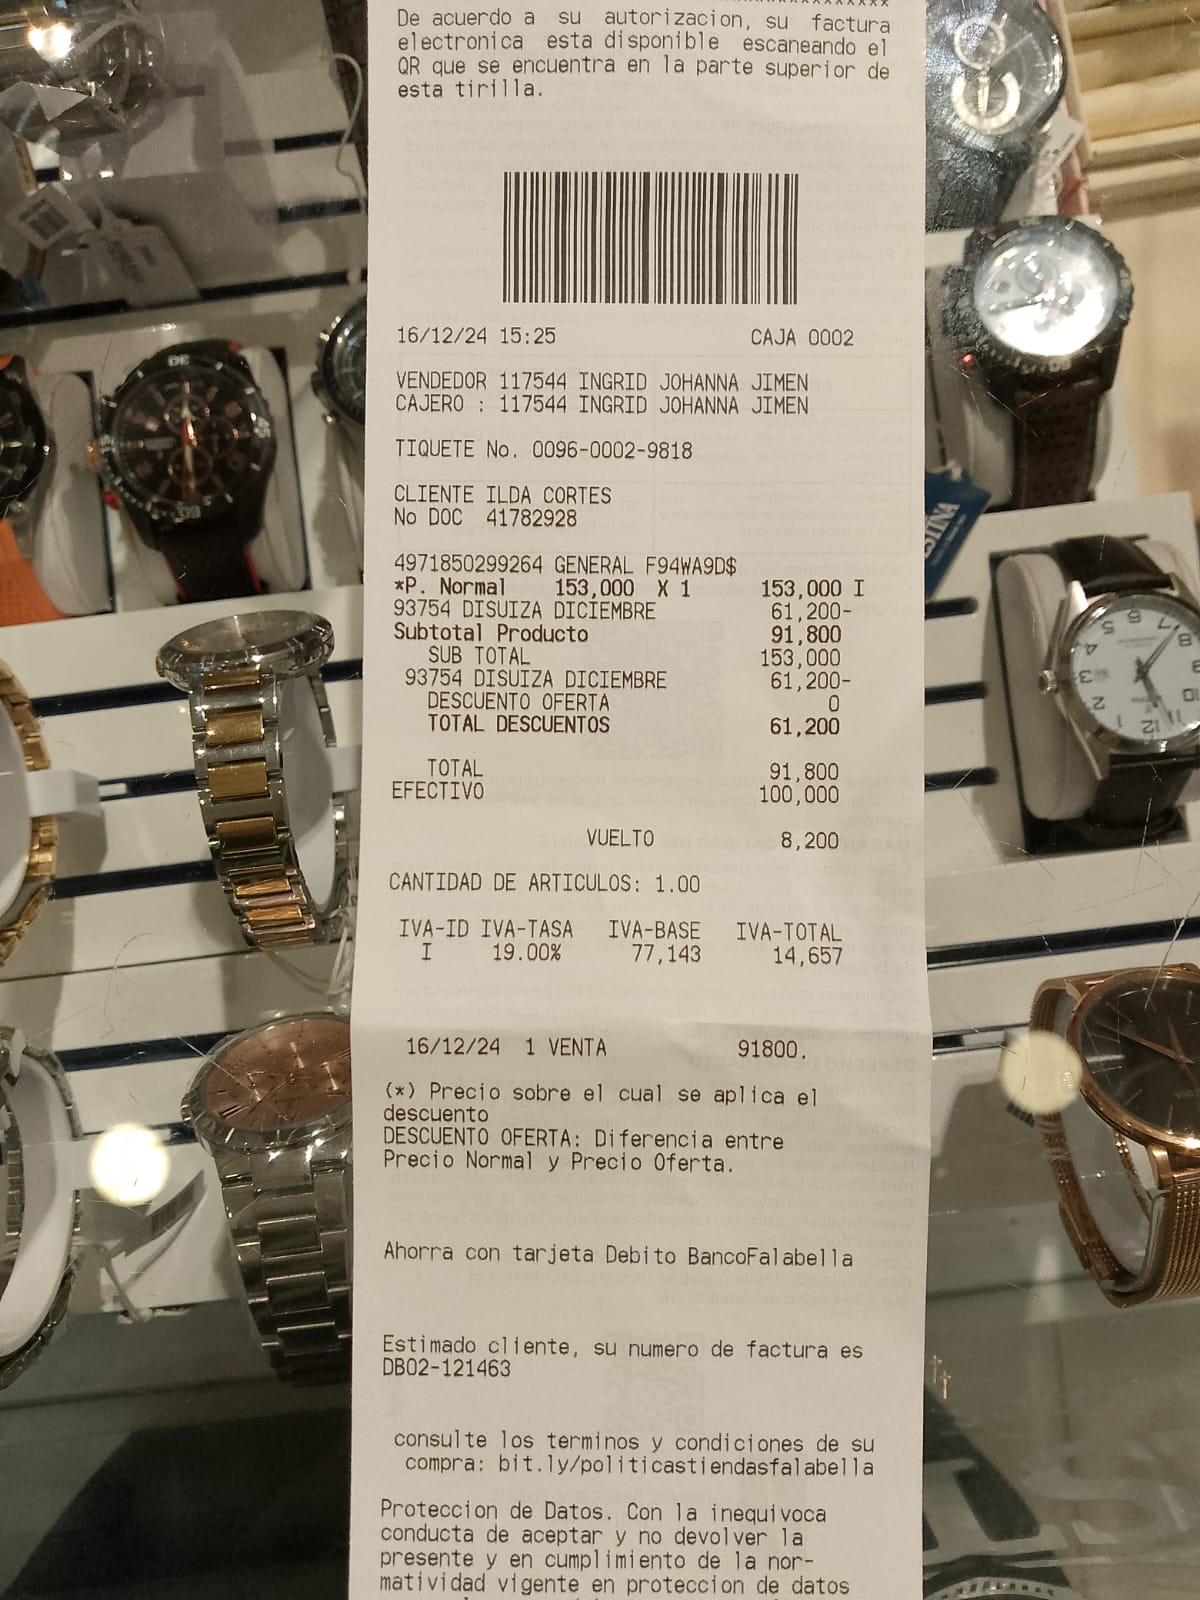 De acuerdo a su autorizacion, su factura
electronica esta disponible escaneando el
QR que se encuentra en la parte superior de
esta tirilla.
16/12/24 15:25 CAJA 0002
VENDEDOR 117544 INGRID JOHANNA JIMEN
CAJERO : 117544 INGRID JOHANNA JIMEN
TIQUETE No. 0096-0002-9818
CLIENTE ILDA CORTES
No DOC 41782928
4971850299264 GENERAL F94WA9D$
*P. Normal 153,000 X 1 153,000 I
93754 DISUIZA DICIEMBRE 61,200-
Subtotal Producto 91,800
SUB TOTAL 153,000
93754 DISUIZA DICIEMBRE 61,200-
DESCUENTO OFERTA 0
TOTAL DESCUENTOS 61,200
TOTAL 91,800
EFECTIVO 100,000
VUELTO 8,200
CANTIDAD DE ARTICULOS: 1.00
IVA-ID IVA-TASA IVA-BASE IVA-TOTAL
I 19.00% 77,143 14,657
16/12/24 1 VENTA 91800.
(*) Precio sobre el cual se aplica el
descuento
DESCUENTO OFERTA: Diferencia entre
Precio Normal y Precio Oferta.
Ahorra con tarjeta Debito BancoFalabella
Estimado cliente, su numero de factura es
DB02-121463
consulte los terminos y condiciones de su
compra: bit.ly/politicastiendasfalabella
Proteccion de Datos. Con la inequivoca
conducta de aceptar y no devolver la
presente y en cumplimiento de la nor-
matividad vigente en proteccion de datos